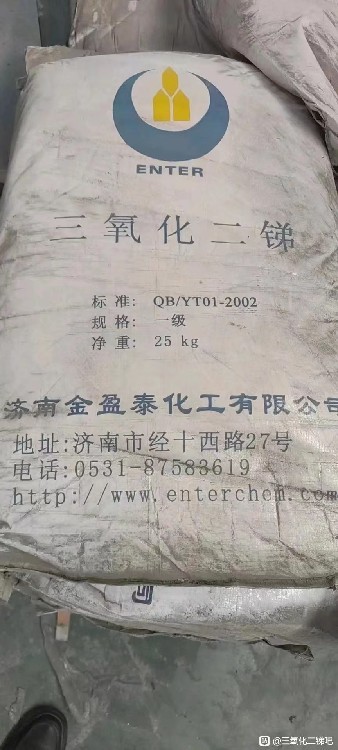 ENTER
三氧化二锑
标准: QB/YT01-2002
规格: 一级
净重: 25 kg
济南金盈泰化工有限公司
地址:济南市经十西路27号
电话:0531-87583619
http://www.enterchem.com
司
@三氧化二锑吧